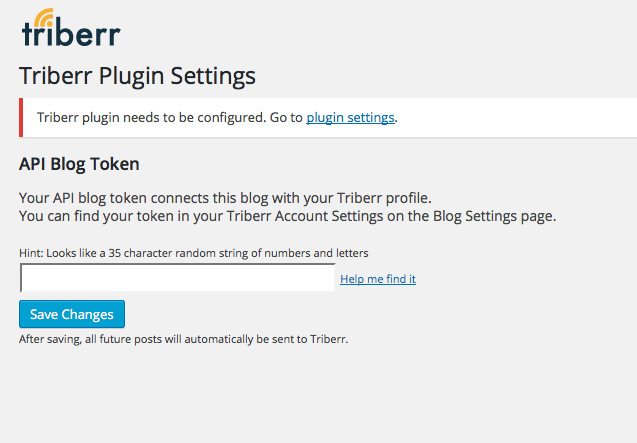 triberr
Triberr Plugin Settings
Triberr plugin needs to be configured. Go to plugin settings.
API Blog Token
Your API blog token connects this blog with your Triberr profile.
You can find your token in your Triberr Account Settings on the Blog Settings page.
Hint: Looks like a 35 character random string of numbers and letters
Help me find it
Save Changes
After saving, all future posts will automatically be sent to Triberr.